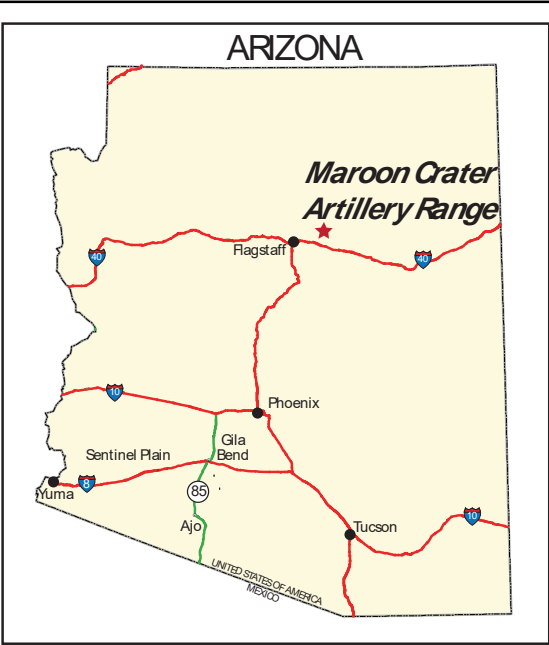 ARIZONA
Maroon Crater
Artillery Range
Flagstaff
40
40
10
Phoenix
Gila
Bend
Sentinel Plain
Yuma
8
85
Ajo
10
Tucson
UNITED STATES OF AMERICA
MEXICO